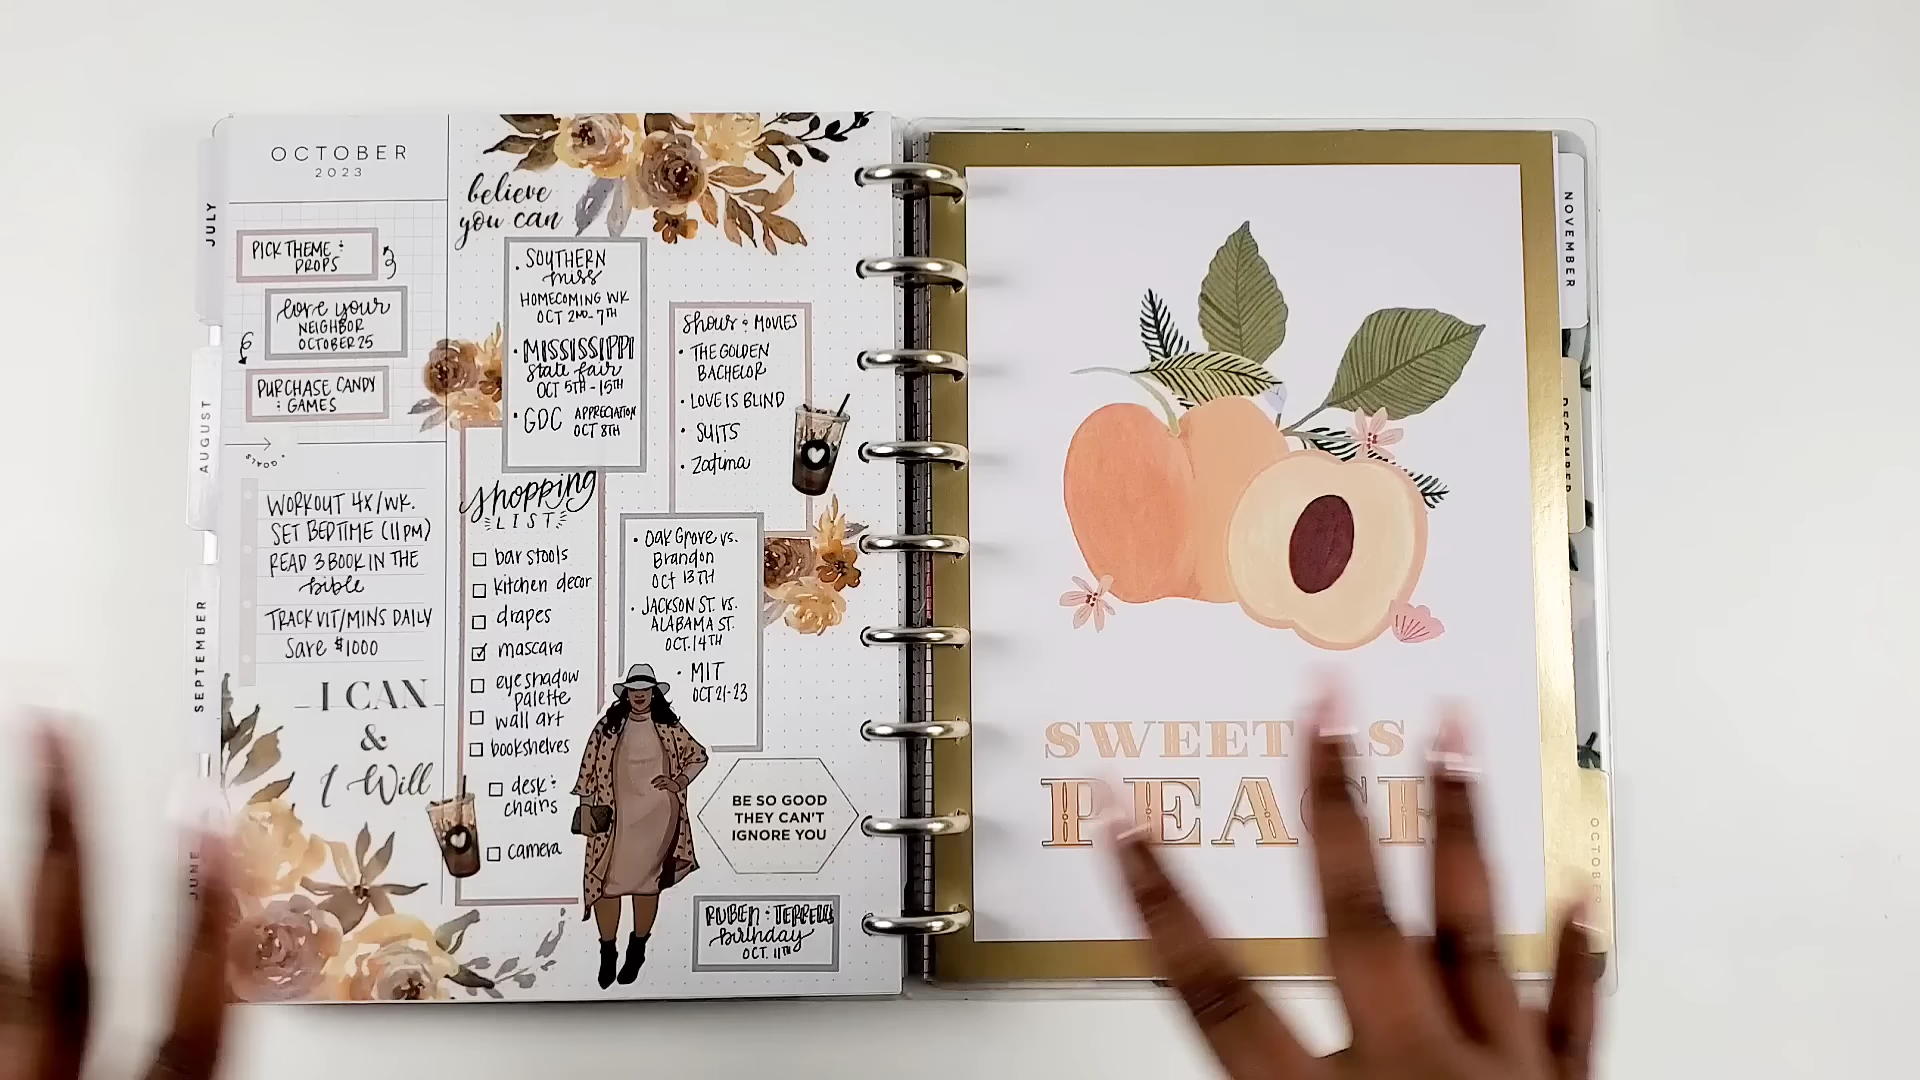 OCTOBER
2023
JULY
AUGUST
SEPTEMBER
JUNE
PICK THEME :
PROPS
love your
NEIGHBOR
OCTOBER 25
PURCHASE CANDY
: GAMES
GOALS
WORKOUT 4X/WK.
SET BEDTIME (11PM)
READ 3 BOOK IN THE
bible
TRACK VIT/MINS DAILY
Save $1000
I CAN
&
I Will
believe
you can
• SOUTHERN
miss
HOMECOMING WK
OCT 2ND - 7TH
• MISSISSIPPI
state fair
OCT 5TH - 15TH
• GDC APPRECIATION
OCT 8TH
shopping
LIST
bar stools
kitchen decor
drapes
mascara
eyeshadow
palette
wall art
bookshelves
desk :
chairs
camera
shows : MOVIES
• THE GOLDEN
BACHELOR
• LOVE IS BLIND
• SUITS
• Zatima
• Oak Grove vs.
Brandon
OCT 13TH
• JACKSON ST. vs.
ALABAMA ST.
OCT. 14TH
• MIT
OCT 21-23
BE SO GOOD
THEY CAN'T
IGNORE YOU
RUBEN :
birthday
OCT. 11TH
SWEET AS
NOVEMBER
DECEMBER
OCTOBER